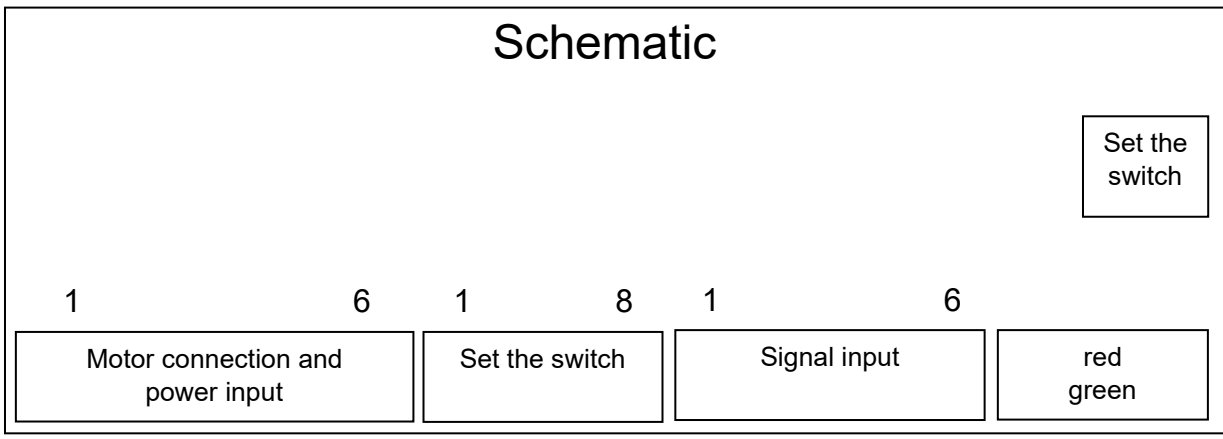 Schematic
Set the
switch
1 6 1 8 1 6
Motor connection and
power input
Set the switch
Signal input
red
green